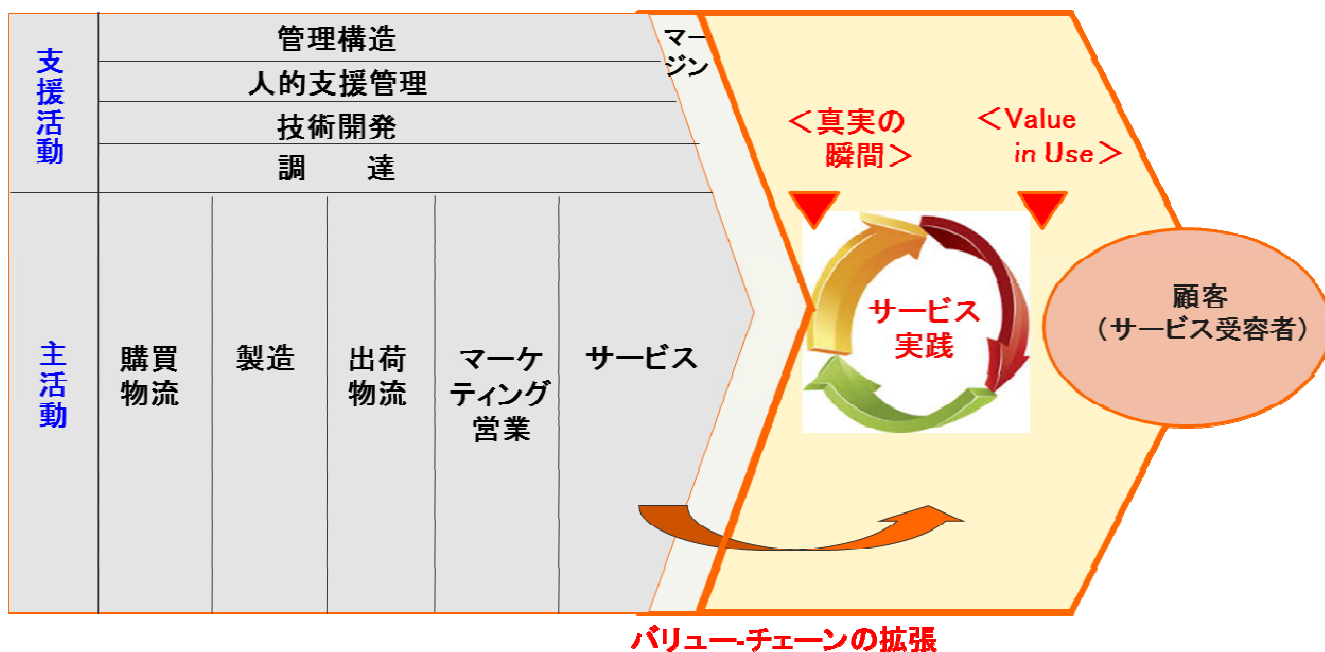 支援活動
管理構造
人的支援管理
技術開発
調　　達
マー
ジン
主活動
購買
物流
製造
出荷
物流
マーケ
ティング
営業
サービス
＜真実の
瞬間＞
＜Value
in Use＞
サービス
実践
顧客
（サービス受容者）
バリュー-チェーンの拡張